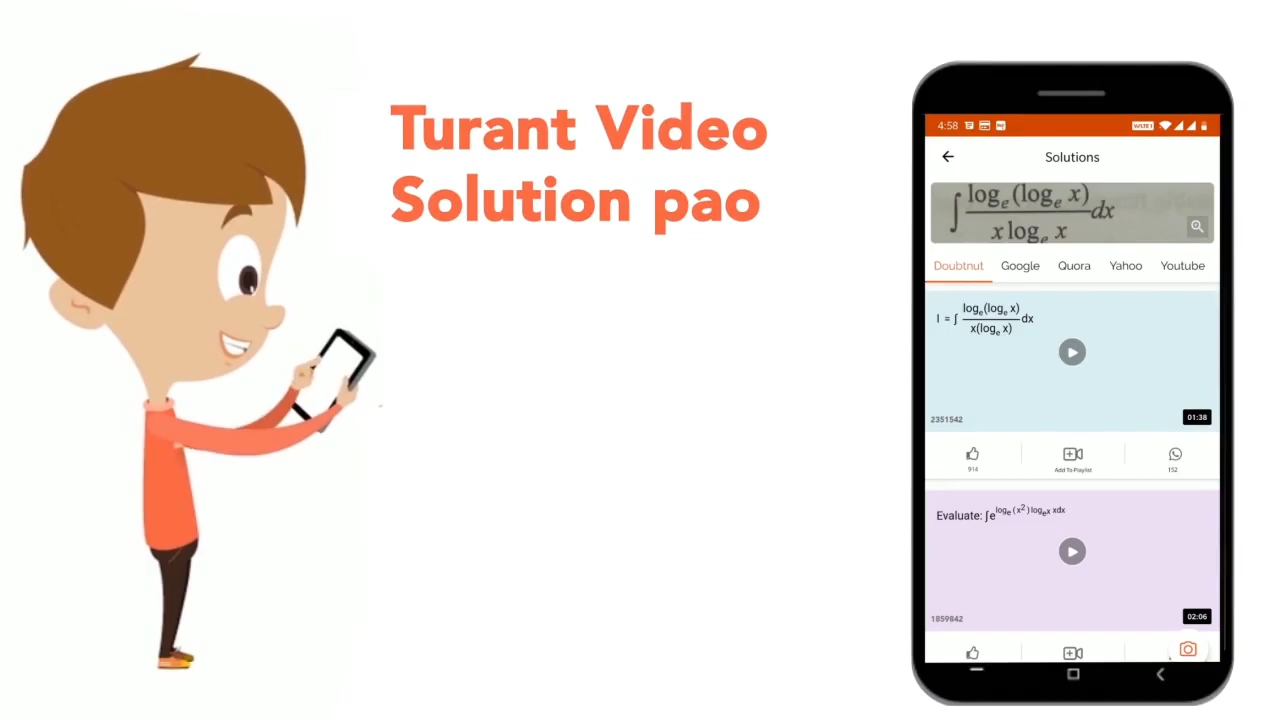 Turant Video
Solution pao
4:58
VoLTE1
Solutions
∫ logₑ(logₑ x) / x logₑ x dx
Doubtnut Google Quora Yahoo Youtube
I = ∫ logₑ(logₑ x) / x(logₑ x) dx
2351542 01:38
914 Add To Playlist 152
Evaluate: ∫e^logₑ(x²)logₑx xdx
1859842 02:06